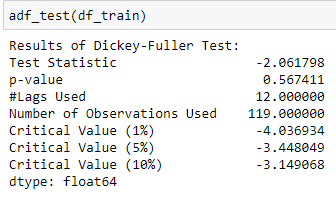 adf_test(df_train)
Results of Dickey-Fuller Test:
Test Statistic -2.061798
p-value 0.567411
#Lags Used 12.000000
Number of Observations Used 119.000000
Critical Value (1%) -4.036934
Critical Value (5%) -3.448049
Critical Value (10%) -3.149068
dtype: float64